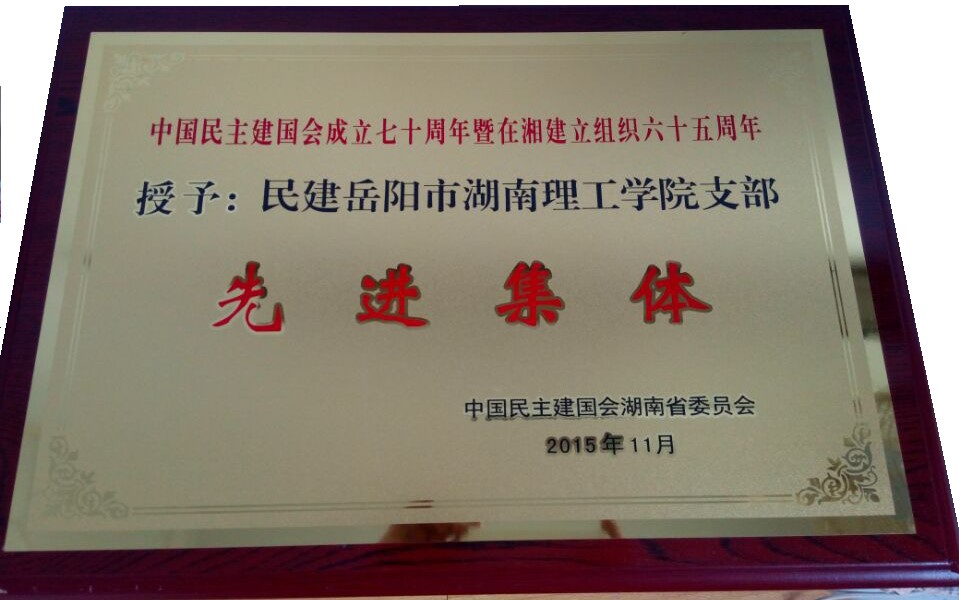 中国民主建国会成立七十周年暨在湘建立组织六十五周年
授予：民建岳阳市湖南理工学院支部
先进集体
中国民主建国会湖南省委员会
2015年11月